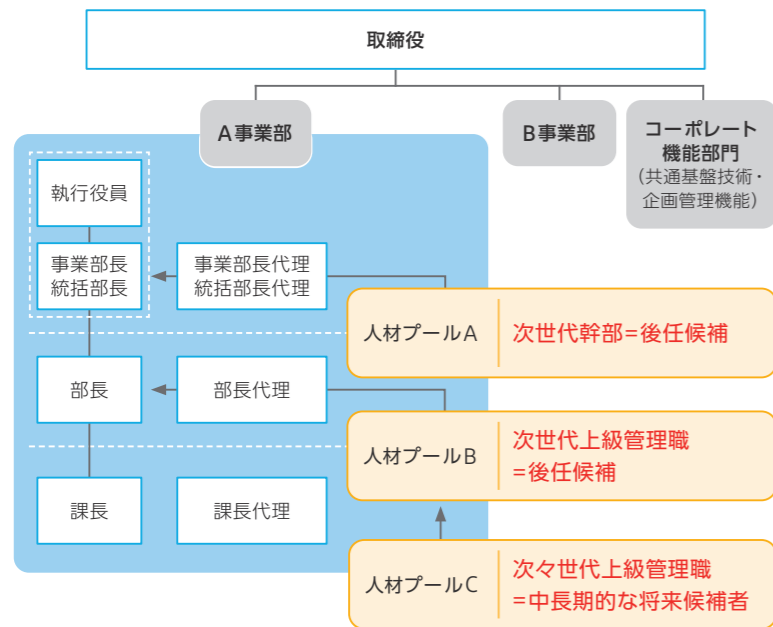 取締役
A事業部
B事業部
コーポレート
機能部門
(共通基盤技術・
企画管理機能)
執行役員
事業部長
統括部長
事業部長代理
統括部長代理
人材プールA
次世代幹部=後任候補
部長
部長代理
人材プールB
次世代上級管理職
=後任候補
課長
課長代理
人材プールC
次々世代上級管理職
=中長期的な将来候補者